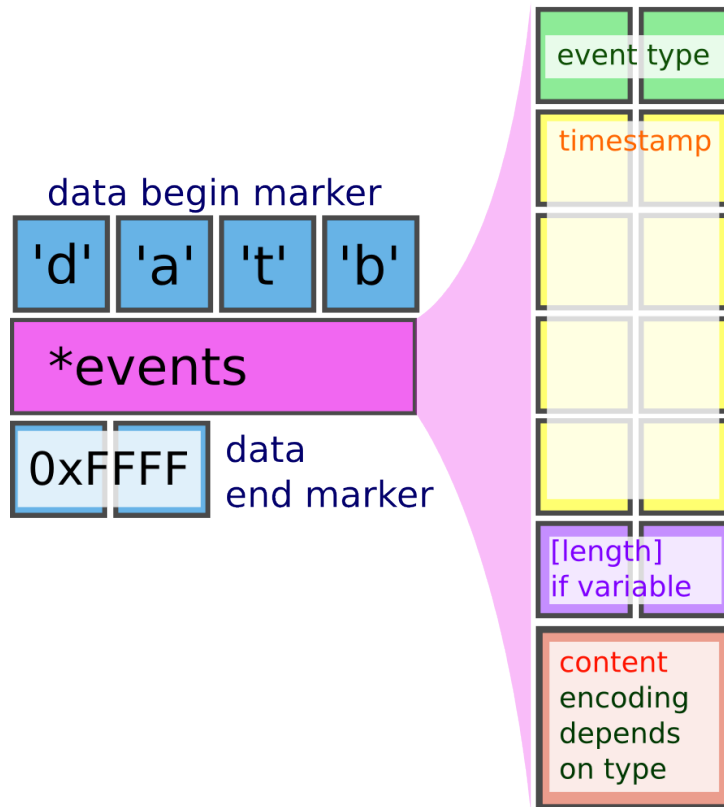 data begin marker
'd' 'a' 't' 'b'
*events
0xFFFF
data
end marker
event type
timestamp
[length]
if variable
content
encoding
depends
on type